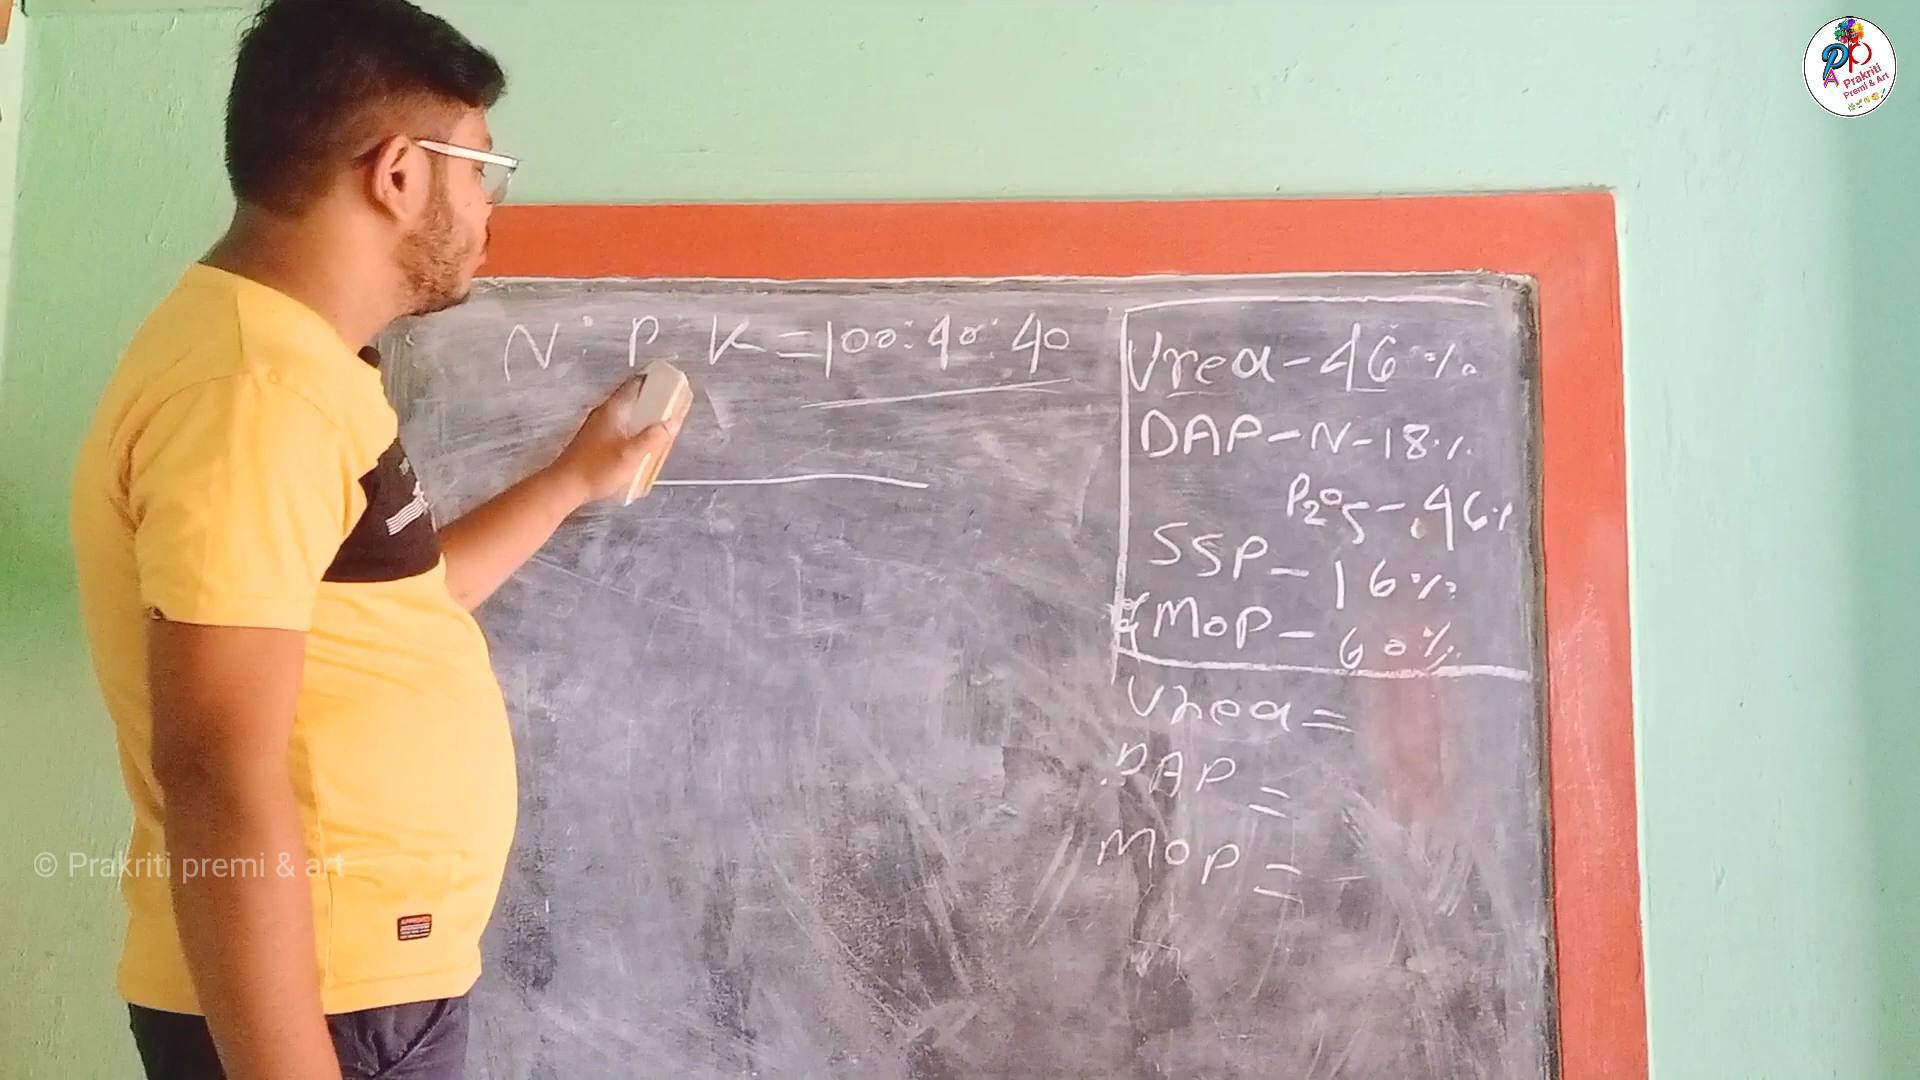 N : P : K = 100 : 40 : 40
Urea - 46 %
DAP - N - 18 %
P2O5 - 46 %
SSP - 16 %
MOP - 60 %
Urea =
DAP =
MOP =
PPA
Prakriti
Premi & Art
© Prakriti premi & art